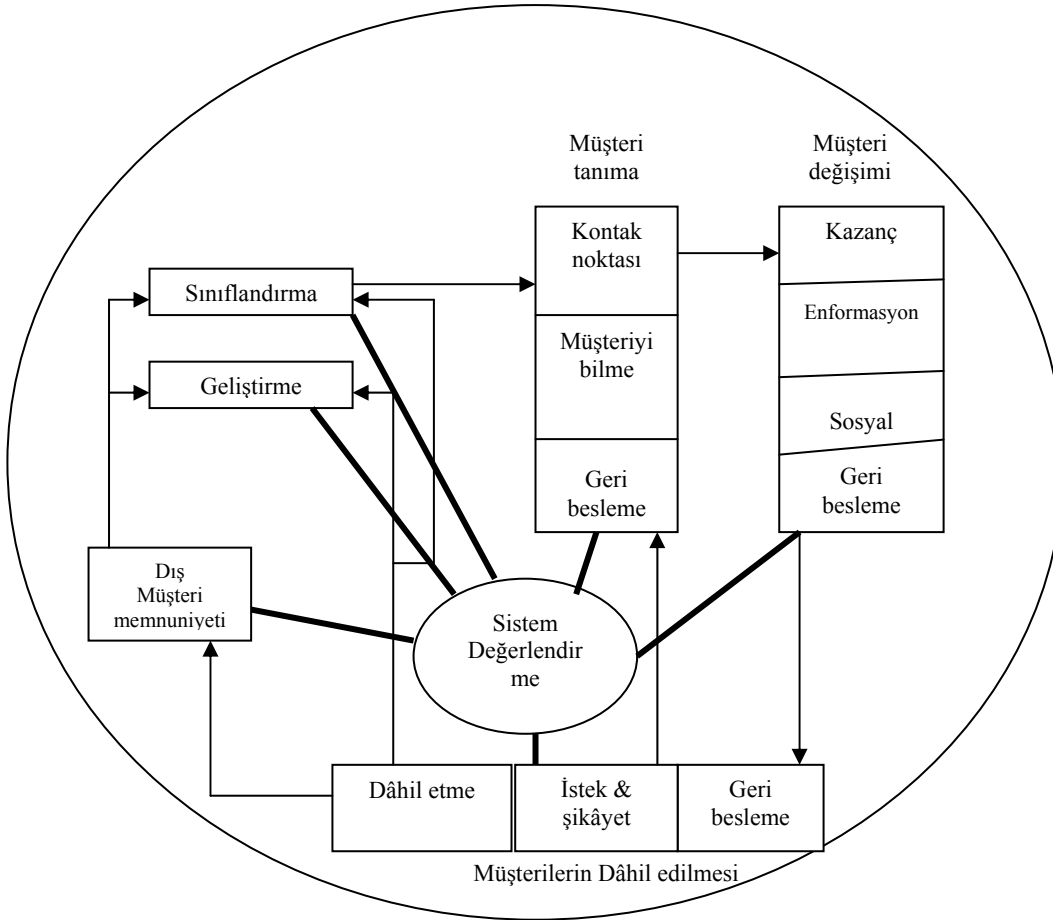 Müşteri
tanıma
Müşteri
değişimi
Kontak
noktası
Kazanç
Sınıflandırma
Enformasyon
Müşteriyi
bilme
Geliştirme
Sosyal
Geri
besleme
Geri
besleme
Dış
Müşteri
memnuniyeti
Sistem
Değerlendir
me
Dâhil etme
İstek &
şikâyet
Geri
besleme
Müşterilerin Dâhil edilmesi